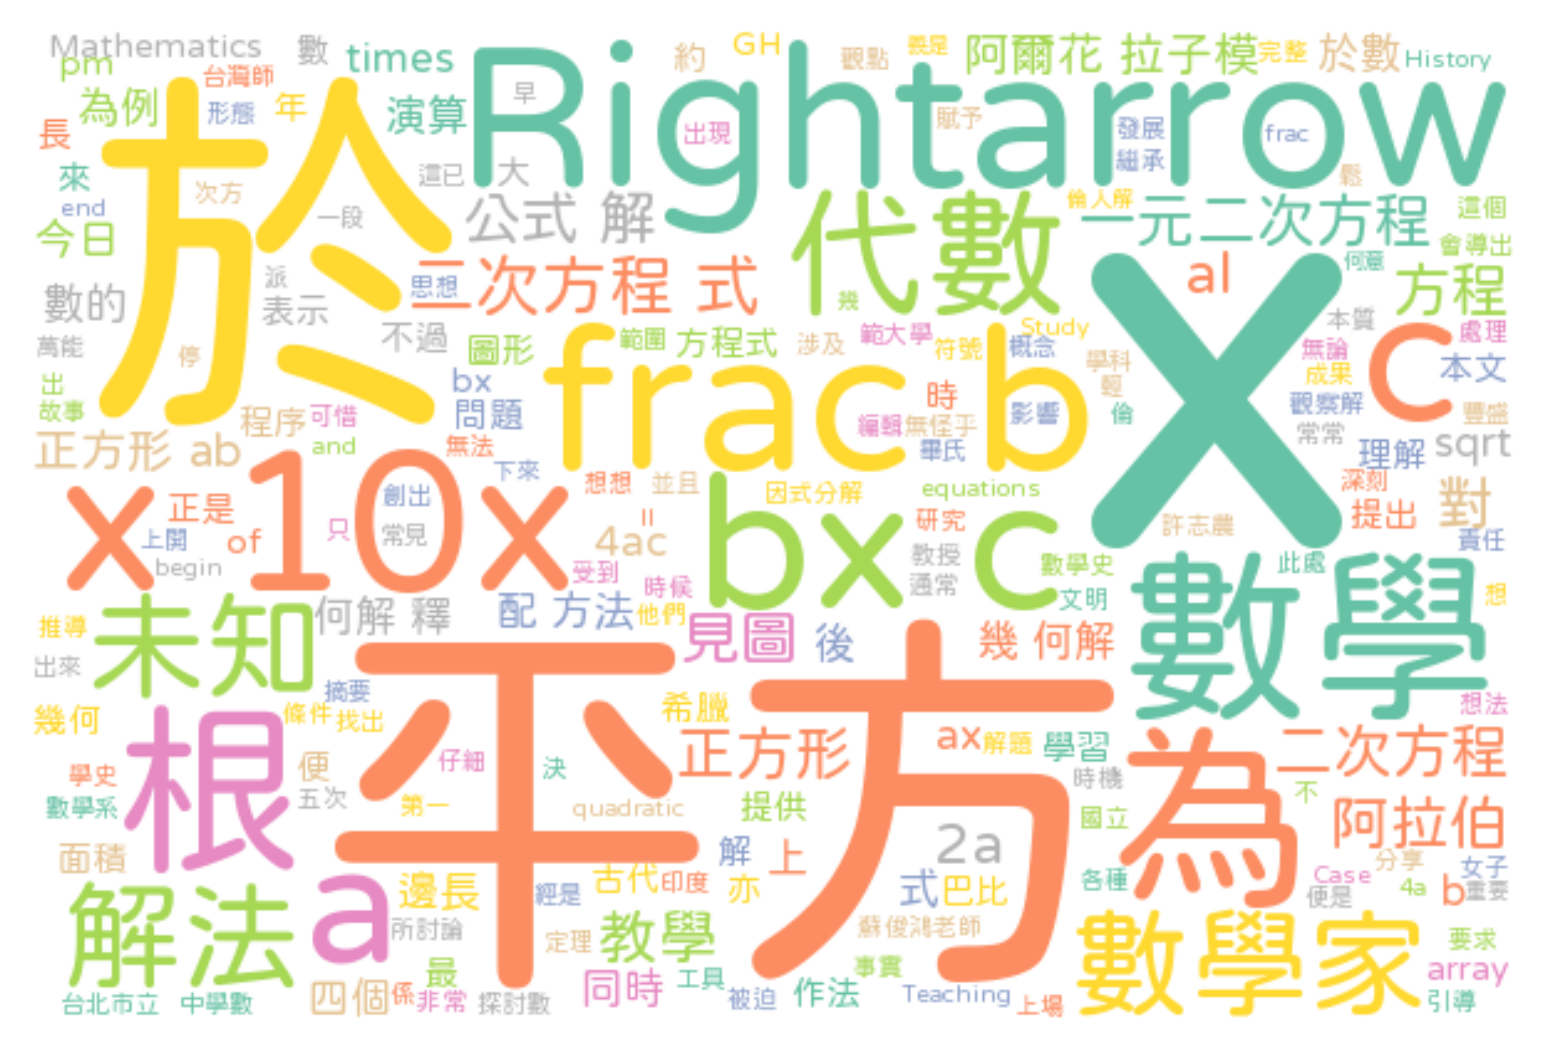 Mathematics 數 times Rightarrow 約 GH 觀點 義是 阿爾花 拉子模 完整 於數 History
pm 台灣師 為例 形態 年 演算 早 出現 賦予 發展 frac
長 於 來 次方 這已 大 繼承 鬆
end 今日 一段 公式 解 代數 倫人解 一元二次方程 這個 會導出
派 思想 二次方程 式 幾 al 何意 方程
數的 表示 不過 圖形 範圍 方程式 涉及 範大學 符號 Study 概念 X 本質 處理
萬能 停 frac b 學科 無論 c
出 bx 時 輕 成果 本文
故事 程序 可惜 問題 編輯 無怪乎 影響 倫 觀察解 豐盛
正方形 ab and 無法 畢氏 常常 理解 sqrt
x 10x 下來 想想 並且 因式分解 equations 深刻
正是 創出 bx c 研究 提出 對
上開 of 只 常見 = 4ac 教授 許志農 責任
begin 受到 時候 通常 數學史 此處
推導 未知 何解 釋 配 方法 他們 見圖 後 文明 幾 何解 數學 想
出來 摘要 平方
幾何 根 條件 找出 希臘 想法
學史 便 仔細 決 正方形 ax 解題 學習 為 二次方程
數學系 五次 第一 quadratic 提供 時機 不
面積 解 上 2a 國立 阿拉伯
解法 a 邊長 經是 古代 印度 亦 式 巴比 各種 Case 分享 4a 女子
便是 b 重要
所討論 定理 教學 蘇俊鴻老師 數學家 要求
最 事實 array
台北市立 中學數 四個 係 非常 探討數 同時 工具 被迫 作法 Teaching 上場 引導